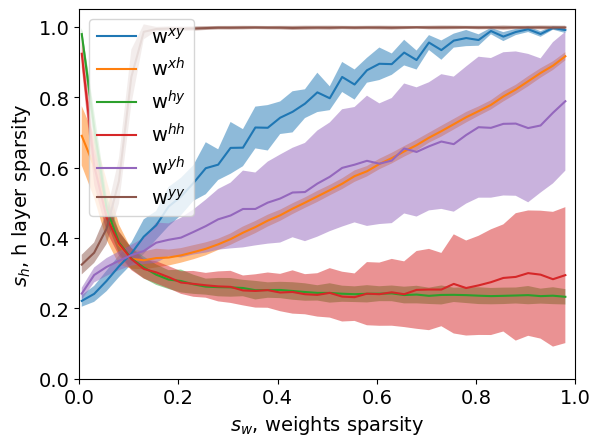 1.0
0.8
0.6
0.4
0.2
0.0
s_h, h layer sparsity
w^{xy}
w^{xh}
w^{hy}
w^{hh}
w^{yh}
w^{yy}
0.0 0.2 0.4 0.6 0.8 1.0
s_w, weights sparsity